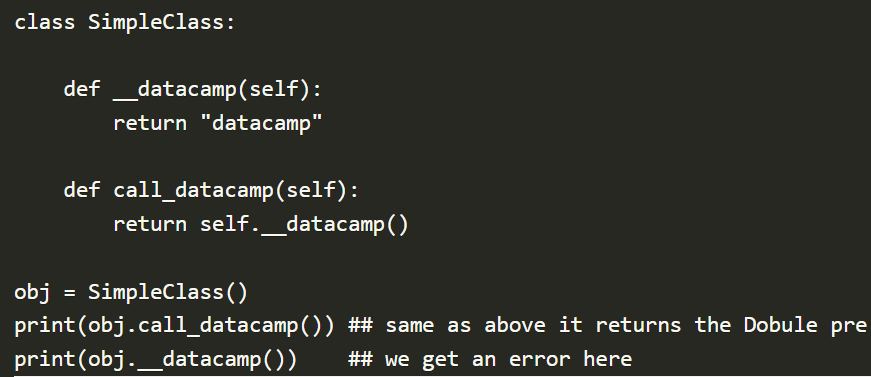 class SimpleClass:
    def __datacamp(self):
        return "datacamp"
    def call_datacamp(self):
        return self.__datacamp()
obj = SimpleClass()
print(obj.call_datacamp()) ## same as above it returns the Dobule pre
print(obj.__datacamp())    ## we get an error here